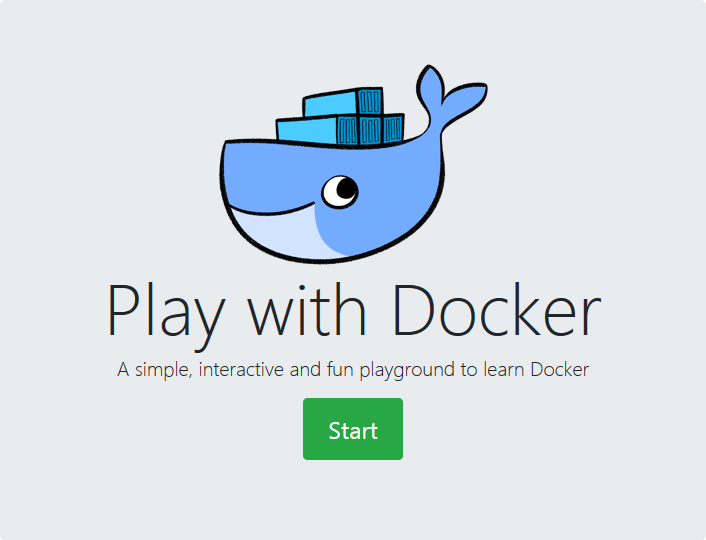 Play with Docker
A simple, interactive and fun playground to learn Docker
Start